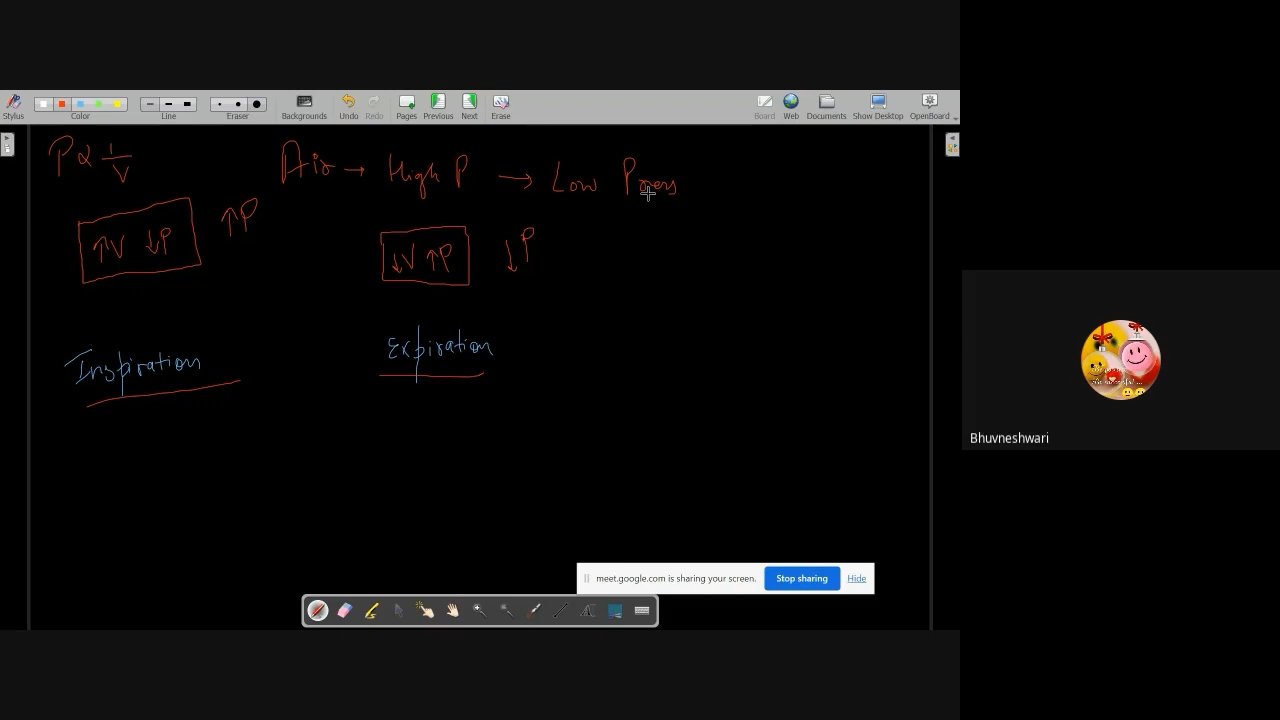 Stylus
Color
Line
Eraser
Backgrounds
Undo
Redo
Pages
Previous
Next
Erase
Board
Web
Documents
Show Desktop
OpenBoard
P ∝ 1/V
Air → High P → Low Press
↑V ↓P ↑P
↓V ↑P ↓P
Inspiration
Expiration
Bhuvneshwari
meet.google.com is sharing your screen.
Stop sharing
Hide